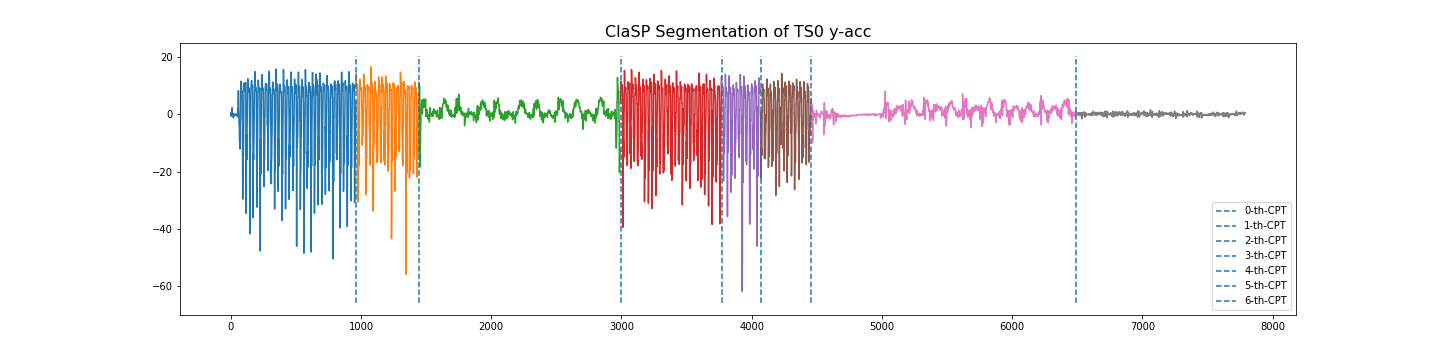 ClaSP Segmentation of TS0 y-acc
20
0
−20
−40
−60
0-th-CPT
1-th-CPT
2-th-CPT
3-th-CPT
4-th-CPT
5-th-CPT
6-th-CPT
0 1000 2000 3000 4000 5000 6000 7000 8000